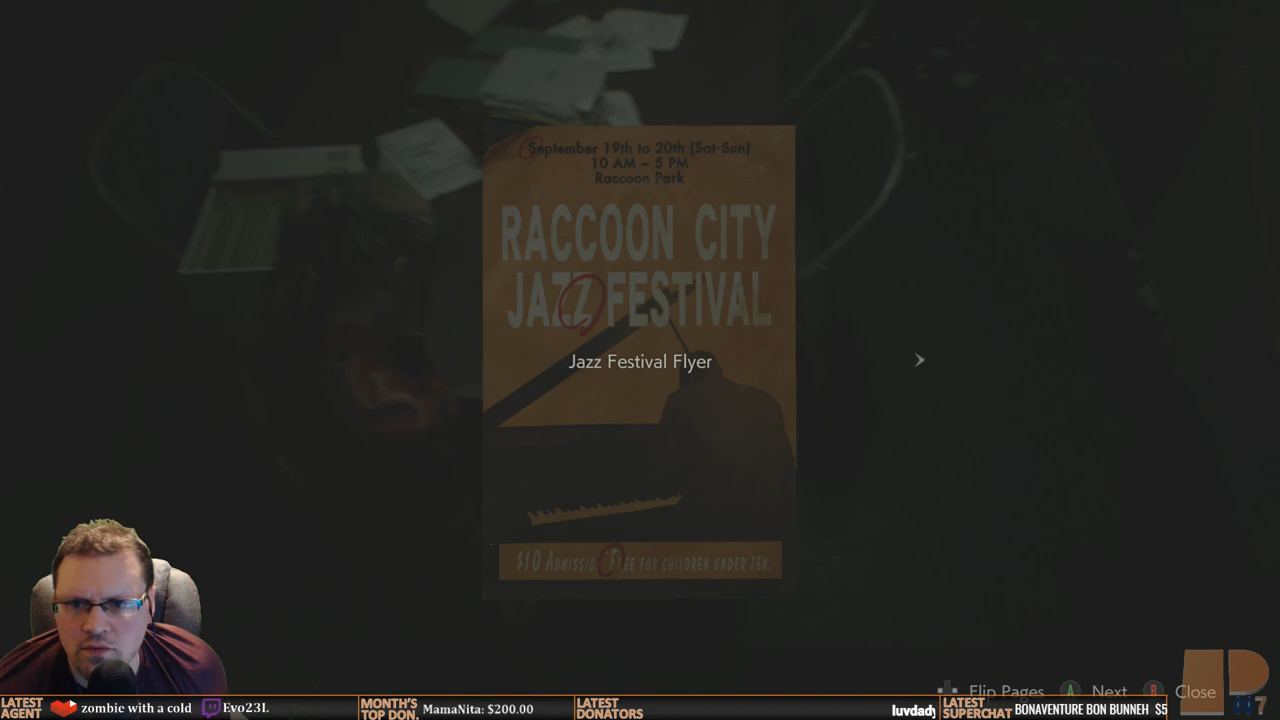 September 19th to 20th (Sat-Sun)
10 AM ~ 5 PM
Raccoon Park
RACCOON CITY
JAZZ FESTIVAL
Jazz Festival Flyer
$10 ADMISSIO FREE FOR CHILDREN UNDER TEN.
Flip Pages A Next B Close
LATEST AGENT zombie with a cold Evo23L
MONTH'S TOP DON. MamaNita: $200.00
LATEST DONATORS luvdady
LATEST SUPERCHAT BONAVENTURE BON BUNNEH $5